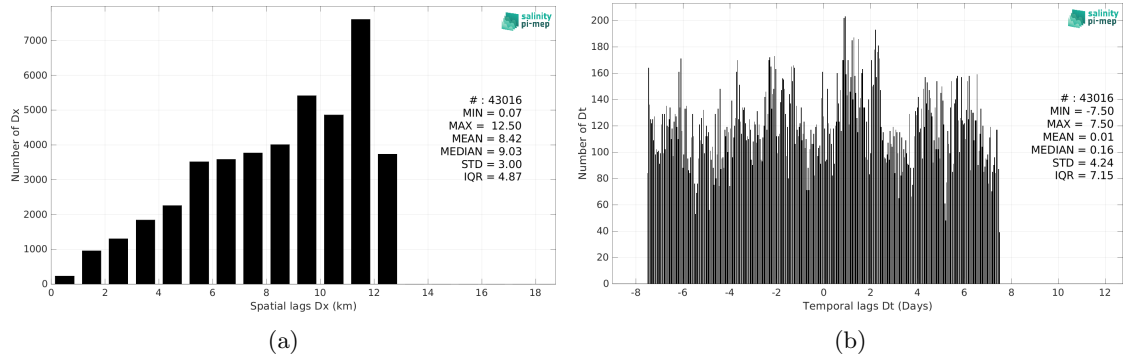 salinity
pi-mep
7000
6000
5000
4000
3000
2000
1000
0
Number of Dx
# : 43016
MIN = 0.07
MAX = 12.50
MEAN = 8.42
MEDIAN = 9.03
STD = 3.00
IQR = 4.87
0 2 4 6 8 10 12 14 16 18
Spatial lags Dx (km)
(a)
salinity
pi-mep
200
180
160
140
120
100
80
60
40
20
0
Number of Dt
# : 43016
MIN = -7.50
MAX = 7.50
MEAN = 0.01
MEDIAN = 0.16
STD = 4.24
IQR = 7.15
-8 -6 -4 -2 0 2 4 6 8 10 12
Temporal lags Dt (Days)
(b)